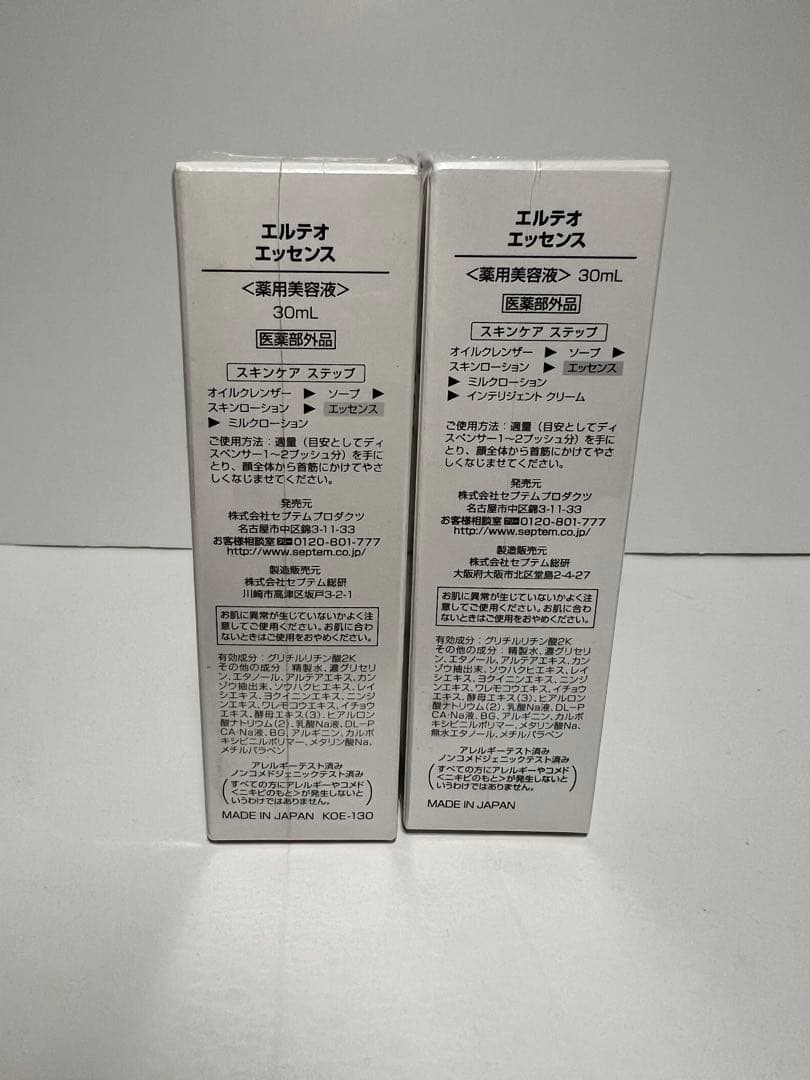 エルテオ
エッセンス
〈薬用美容液〉
30mL
医薬部外品
スキンケア ステップ
オイルクレンザー ▶ ソープ ▶
スキンローション ▶ エッセンス
▶ ミルクローション
ご使用方法：適量（目安としてディ
スペンサー1〜2プッシュ分）を手に
とり、顔全体から首筋にかけてやさ
しくなじませてください。
発売元
株式会社セプテムプロダクツ
名古屋市中区錦3-11-33
お客様相談室 0120-801-777
http://www.septem.co.jp/
製造販売元
株式会社セプテム総研
川崎市高津区坂戸3-2-1
お肌に異常が生じていないかよく注
意してご使用ください。お肌に合わ
ないときはご使用をおやめください。
有効成分：グリチルリチン酸2K
その他の成分：精製水、濃グリセリ
ン、エタノール、アルテアエキス、カン
ゾウ抽出末、ソウハクヒエキス、レイ
シエキス、ヨクイニンエキス、ニンジ
ンエキス、ワレモコウエキス、イチョウ
エキス、酵母エキス（3）、ヒアルロン
酸ナトリウム（2）、乳酸Na液、DL-P
CA・Na液、BG、アルギニン、カルボ
キシビニルポリマー、メタリン酸Na、
メチルパラベン
アレルギーテスト済み
ノンコメドジェニックテスト済み
（すべての方にアレルギーやコメド
＜ニキビのもと＞が発生しないと
いうわけではありません。）
MADE IN JAPAN KOE-130
エルテオ
エッセンス
〈薬用美容液〉 30mL
医薬部外品
スキンケア ステップ
オイルクレンザー ▶ ソープ ▶
スキンローション ▶ エッセンス
▶ ミルクローション
▶ インテリジェント クリーム
ご使用方法：適量（目安としてディ
スペンサー1〜2プッシュ分）を手に
とり、顔全体から首筋にかけてやさ
しくなじませてください。
発売元
株式会社セプテムプロダクツ
名古屋市中区錦3-11-33
お客様相談室 0120-801-777
http://www.septem.co.jp/
製造販売元
株式会社セプテム総研
大阪府大阪市北区堂島2-4-27
お肌に異常が生じていないかよく注
意してご使用ください。お肌に合わ
ないときはご使用をおやめください。
有効成分：グリチルリチン酸2K
その他の成分：精製水、濃グリセリ
ン、エタノール、アルテアエキス、カン
ゾウ抽出末、ソウハクヒエキス、レイ
シエキス、ヨクイニンエキス、ニンジ
ンエキス、ワレモコウエキス、イチョウ
エキス、酵母エキス（3）、ヒアルロン
酸ナトリウム（2）、乳酸Na液、DL-P
CA・Na液、BG、アルギニン、カルボ
キシビニルポリマー、メタリン酸Na、
無水エタノール、メチルパラベン
アレルギーテスト済み
ノンコメドジェニックテスト済み
（すべての方にアレルギーやコメド
＜ニキビのもと＞が発生しないと
いうわけではありません。）
MADE IN JAPAN